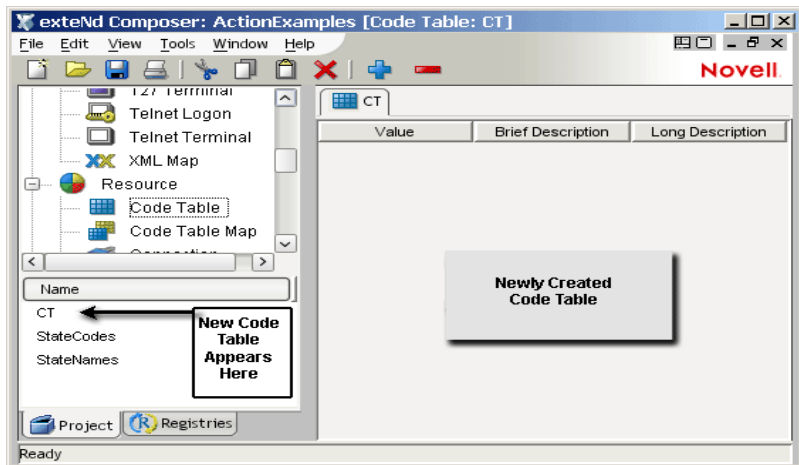 exteNd Composer: ActionExamples [Code Table: CT]
File Edit View Tools Window Help
Novell.
127 Terminal
Telnet Logon
Telnet Terminal
XML Map
Resource
Code Table
Code Table Map
CT
Value Brief Description Long Description
Name
CT
StateCodes
StateNames
New Code
Table
Appears
Here
Newly Created
Code Table
Project
Registries
Ready